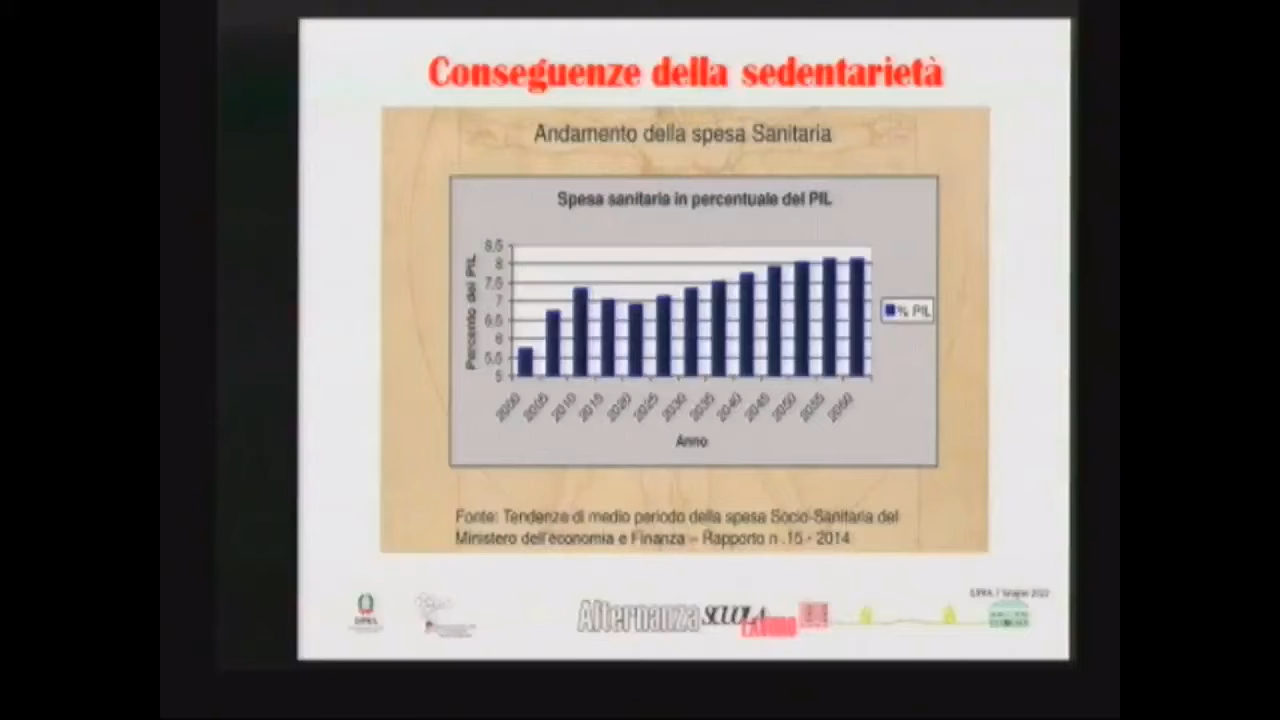 Conseguenze della sedentarietà
Andamento della spesa Sanitaria
Spesa sanitaria in percentuale del PIL
Percento del PIL
8.5
8
7.5
7
6.5
6
5.5
5
2000 2005 2010 2015 2020 2025 2030 2035 2040 2045 2050 2055 2060
Anno
% PIL
Fonte: Tendenze di medio periodo della spesa Socio-Sanitaria del
Ministero dell'economia e Finanza – Rapporto n .15 - 2014
Alternanza SCUOLA
LAVORO